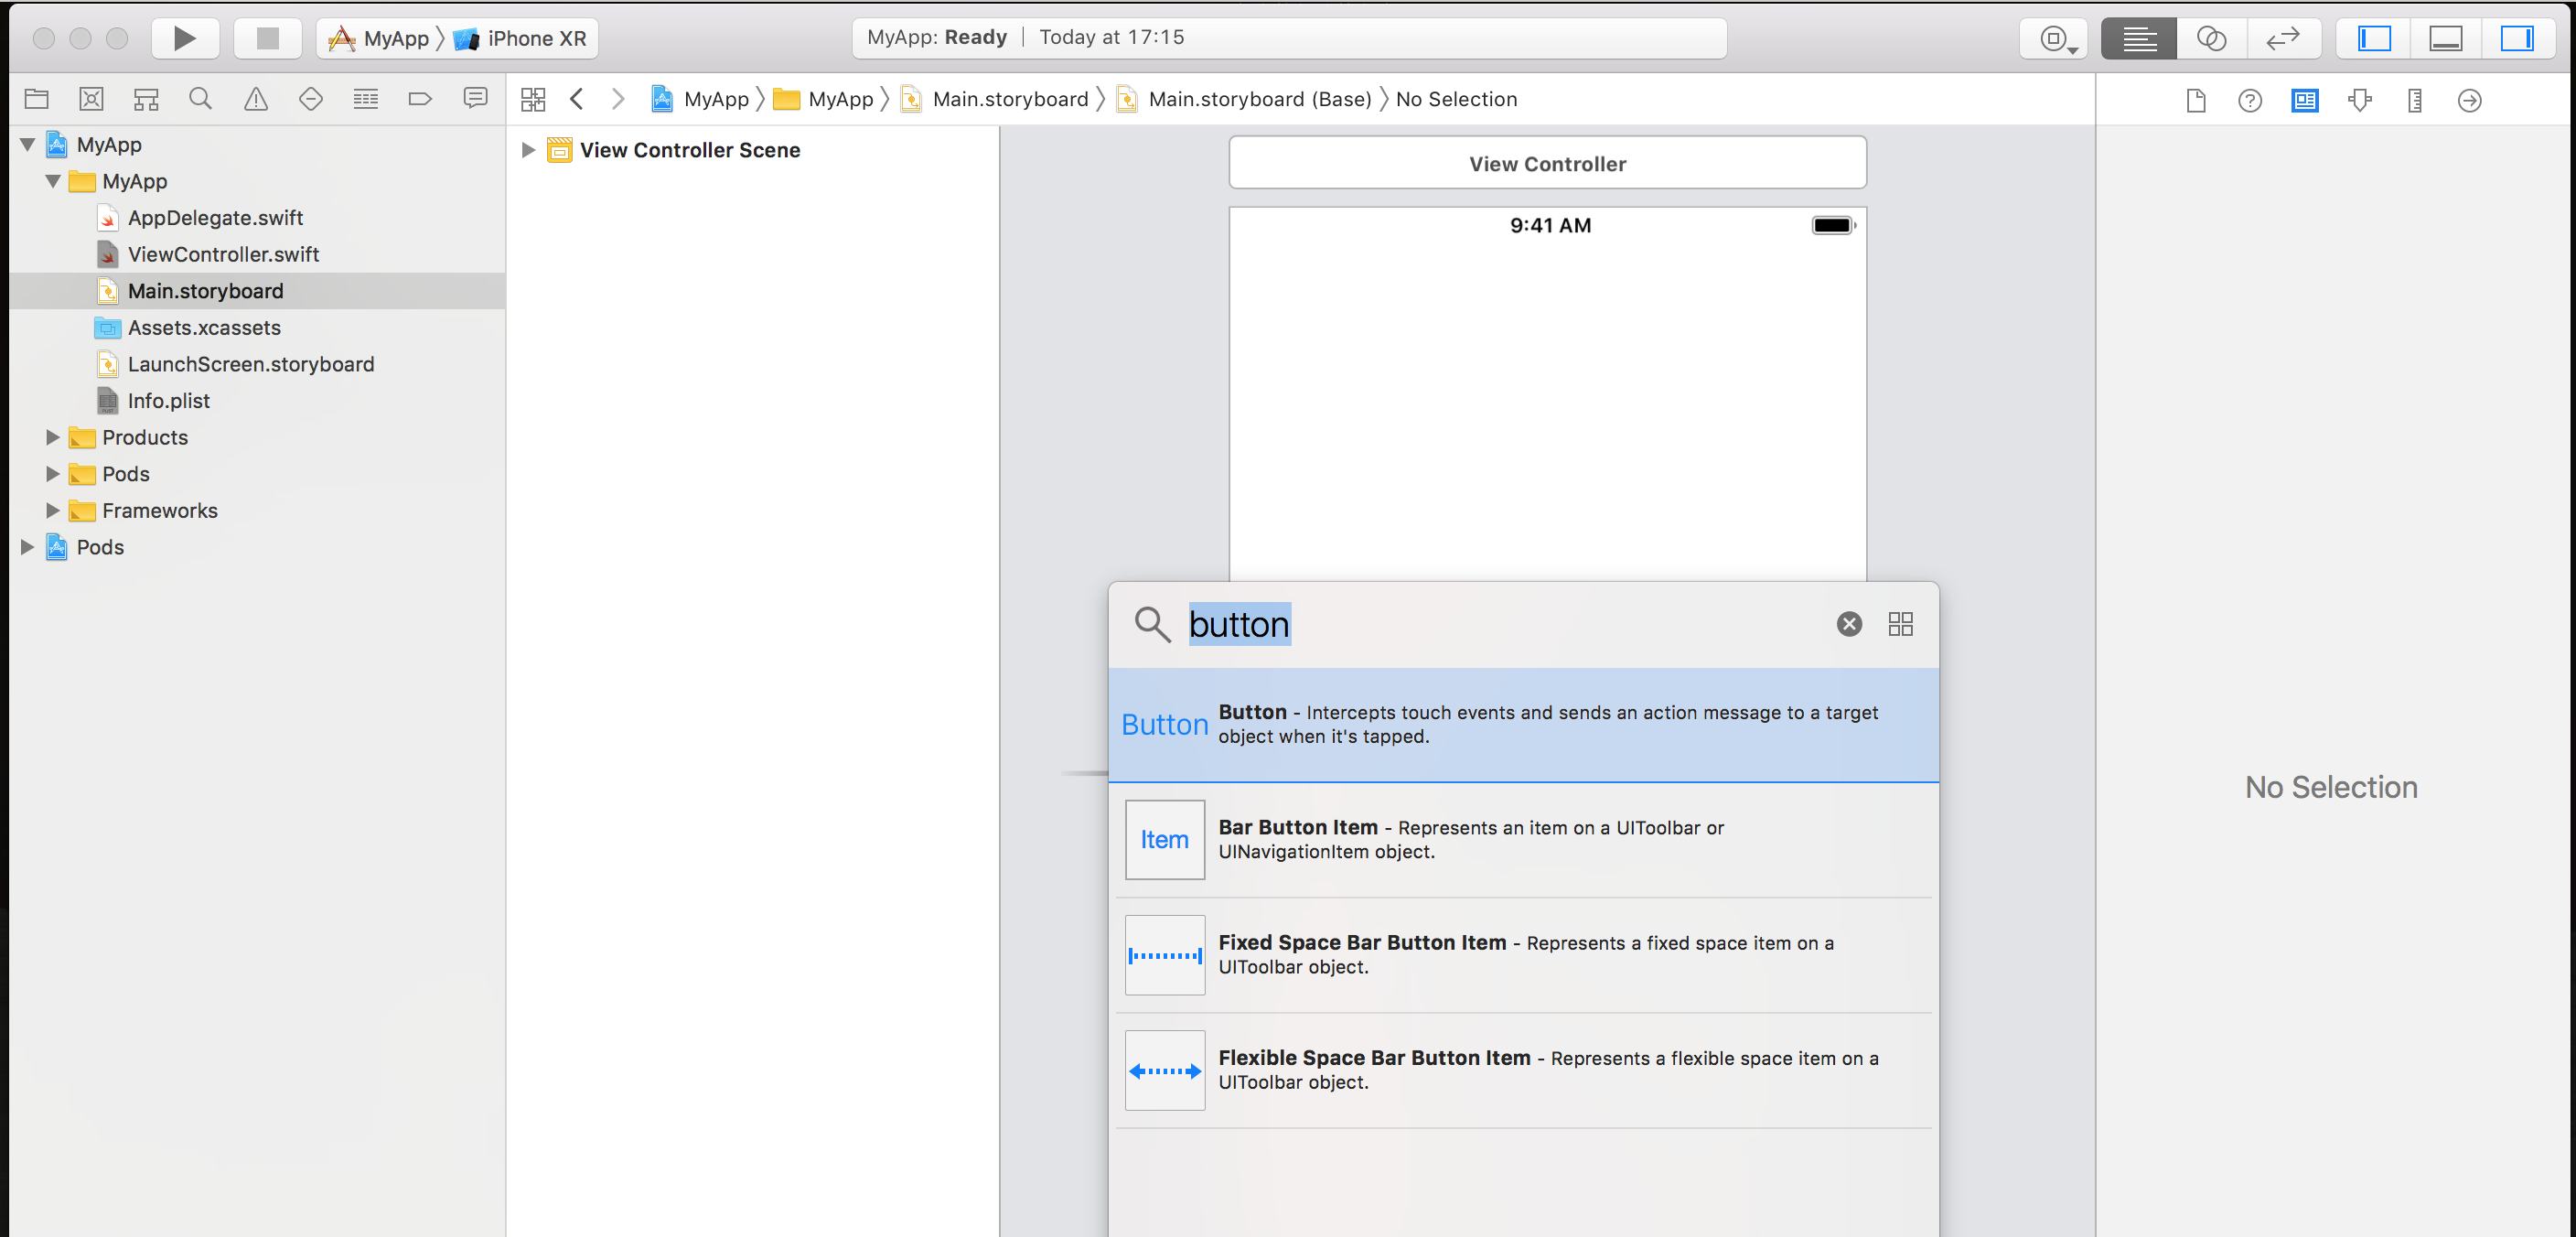 MyApp 〉 iPhone XR
MyApp: Ready | Today at 17:15
MyApp 〉 MyApp 〉 Main.storyboard 〉 Main.storyboard (Base) 〉 No Selection
MyApp
MyApp
AppDelegate.swift
ViewController.swift
Main.storyboard
Assets.xcassets
LaunchScreen.storyboard
Info.plist
Products
Pods
Frameworks
Pods
View Controller Scene
View Controller
9:41 AM
button
Button
Button - Intercepts touch events and sends an action message to a target
object when it's tapped.
Item
Bar Button Item - Represents an item on a UIToolbar or
UINavigationItem object.
Fixed Space Bar Button Item - Represents a fixed space item on a
UIToolbar object.
Flexible Space Bar Button Item - Represents a flexible space item on a
UIToolbar object.
No Selection